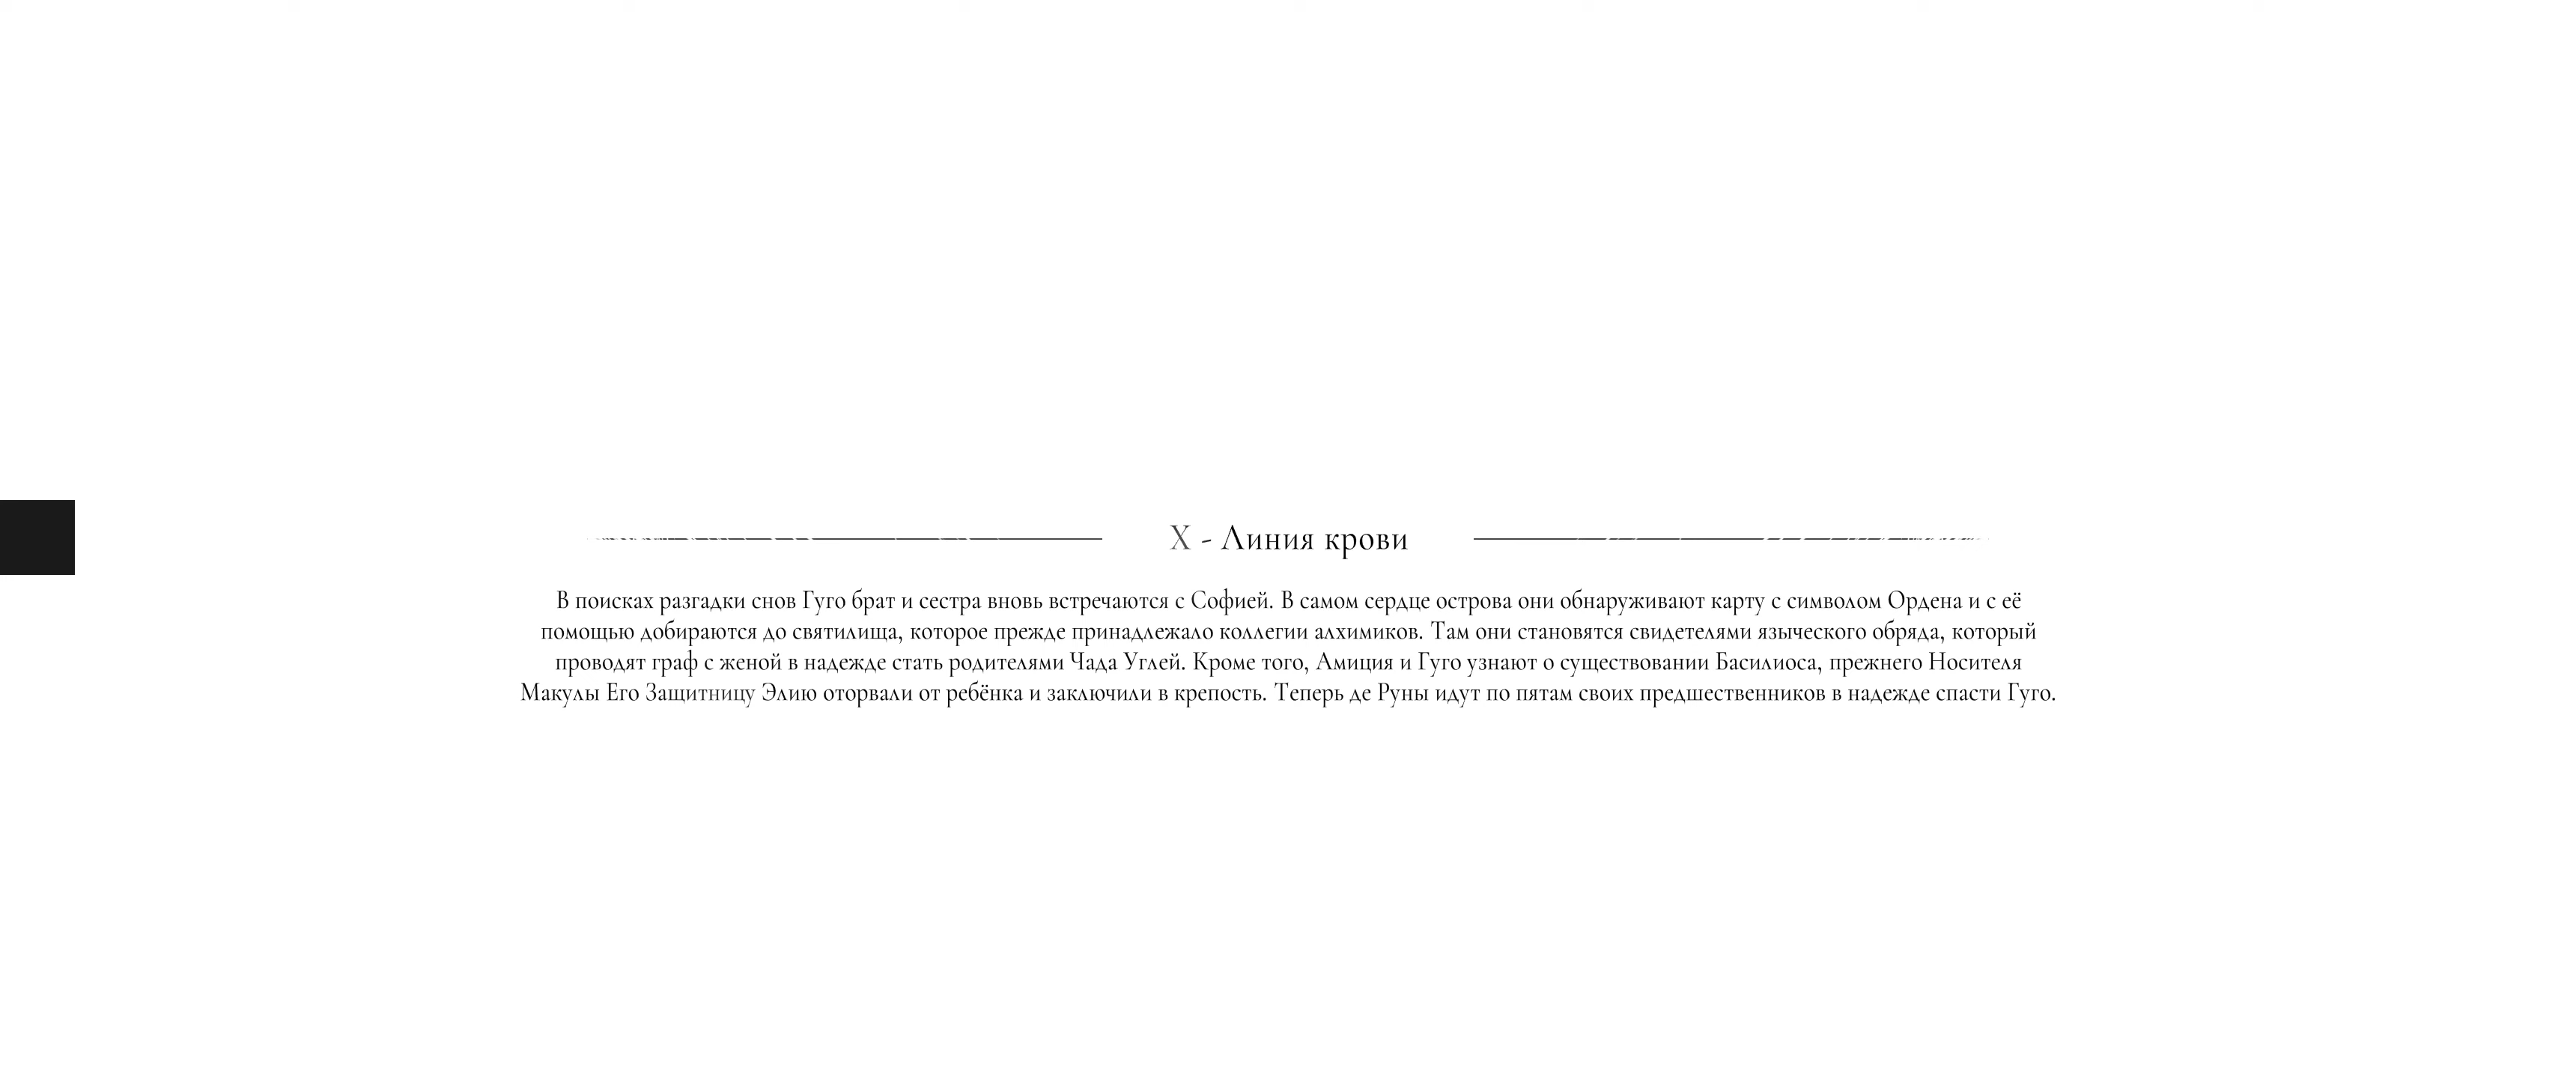 X - Линия крови
В поисках разгадки снов Гуго брат и сестра вновь встречаются с Софией. В самом сердце острова они обнаруживают карту с символом Ордена и с её
помощью добираются до святилища, которое прежде принадлежало коллегии алхимиков. Там они становятся свидетелями языческого обряда, который
проводят граф с женой в надежде стать родителями Чада Углей. Кроме того, Амиция и Гуго узнают о существовании Басилиоса, прежнего Носителя
Макулы Его Защитницу Элию оторвали от ребёнка и заключили в крепость. Теперь де Руны идут по пятам своих предшественников в надежде спасти Гуго.